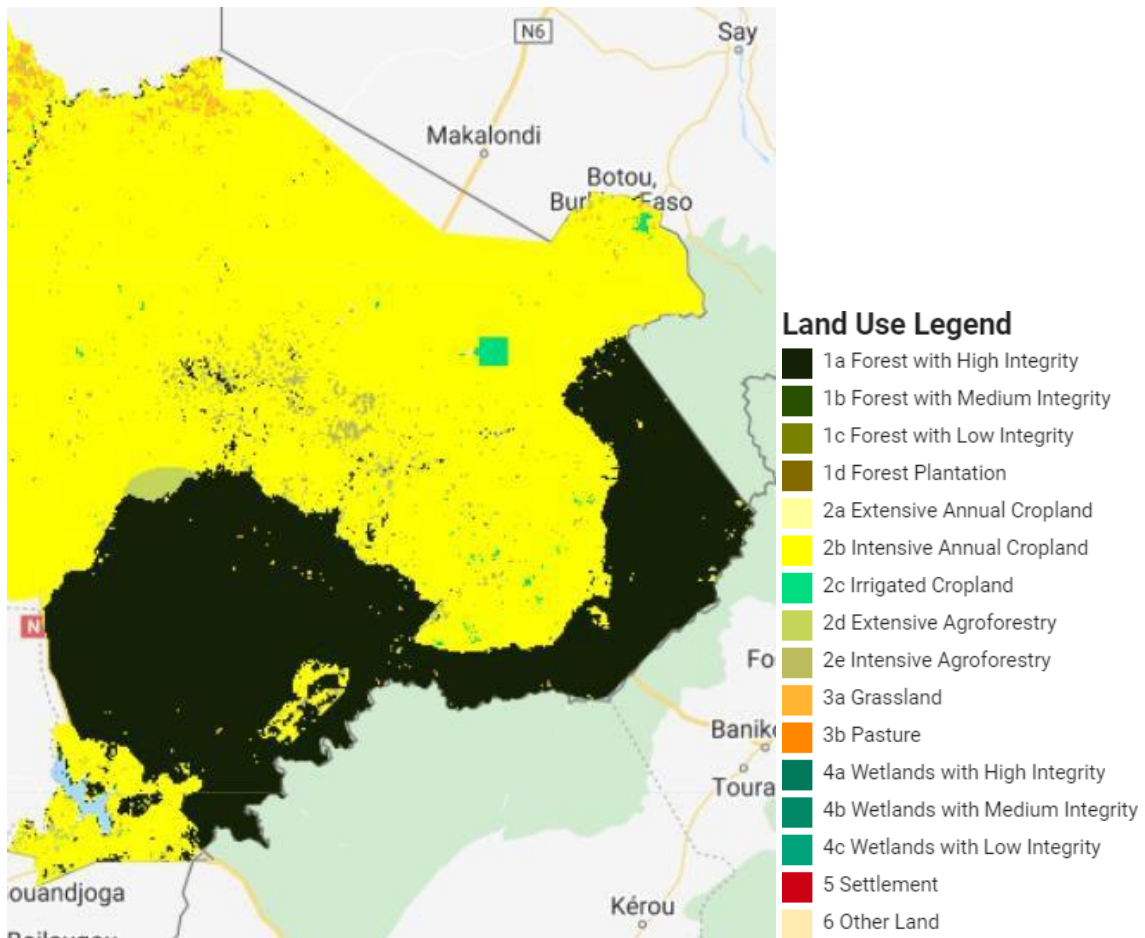 N6
Say
Makalondi
Botou,
Burkina Faso
Land Use Legend
1a Forest with High Integrity
1b Forest with Medium Integrity
1c Forest with Low Integrity
1d Forest Plantation
2a Extensive Annual Cropland
2b Intensive Annual Cropland
2c Irrigated Cropland
2d Extensive Agroforestry
2e Intensive Agroforestry
3a Grassland
3b Pasture
4a Wetlands with High Integrity
4b Wetlands with Medium Integrity
4c Wetlands with Low Integrity
5 Settlement
6 Other Land
N
Fo
Banik
Toura
ouandjoga
Kérou